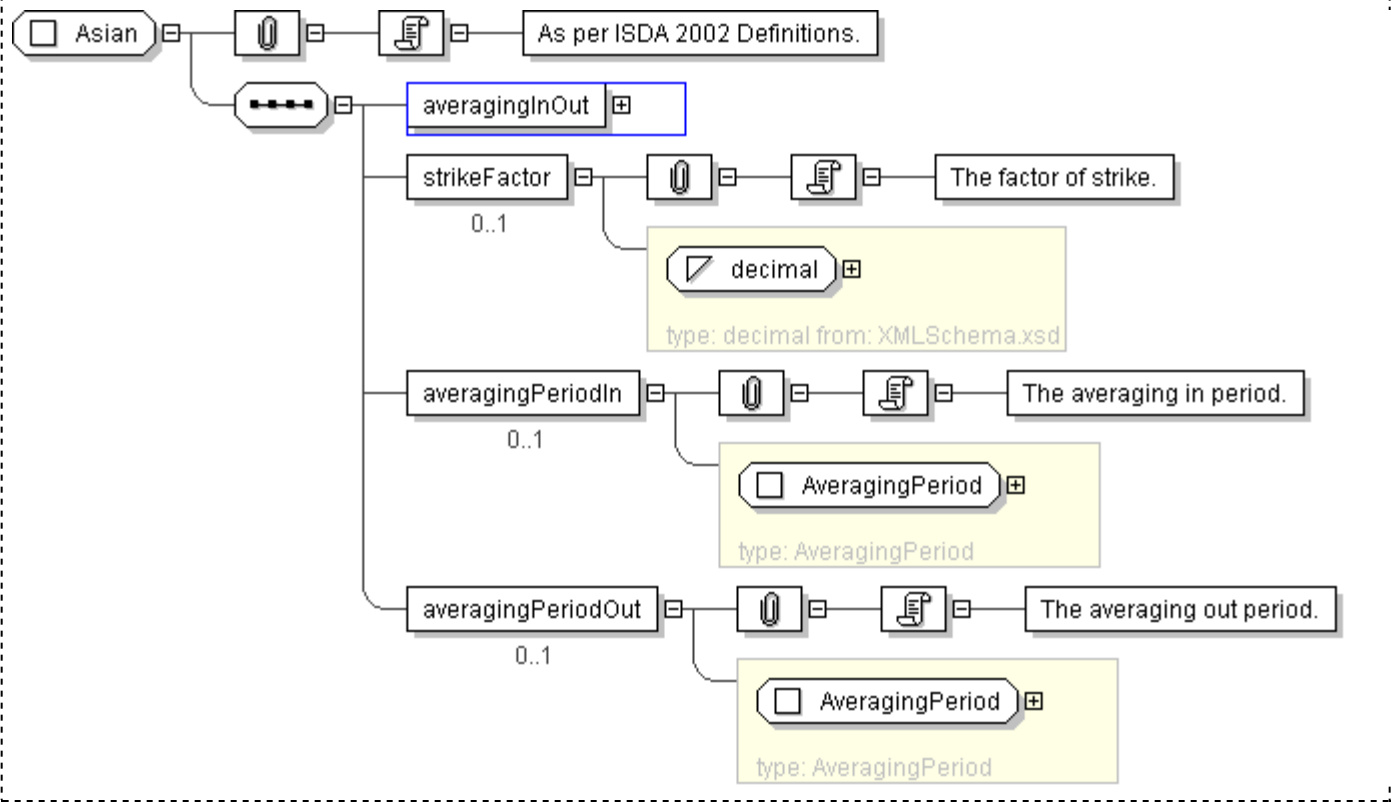 Asian
As per ISDA 2002 Definitions.
averagingInOut
strikeFactor
The factor of strike.
0..1
decimal
type: decimal from: XMLSchema.xsd
averagingPeriodIn
The averaging in period.
0..1
AveragingPeriod
type: AveragingPeriod
averagingPeriodOut
The averaging out period.
0..1
AveragingPeriod
type: AveragingPeriod